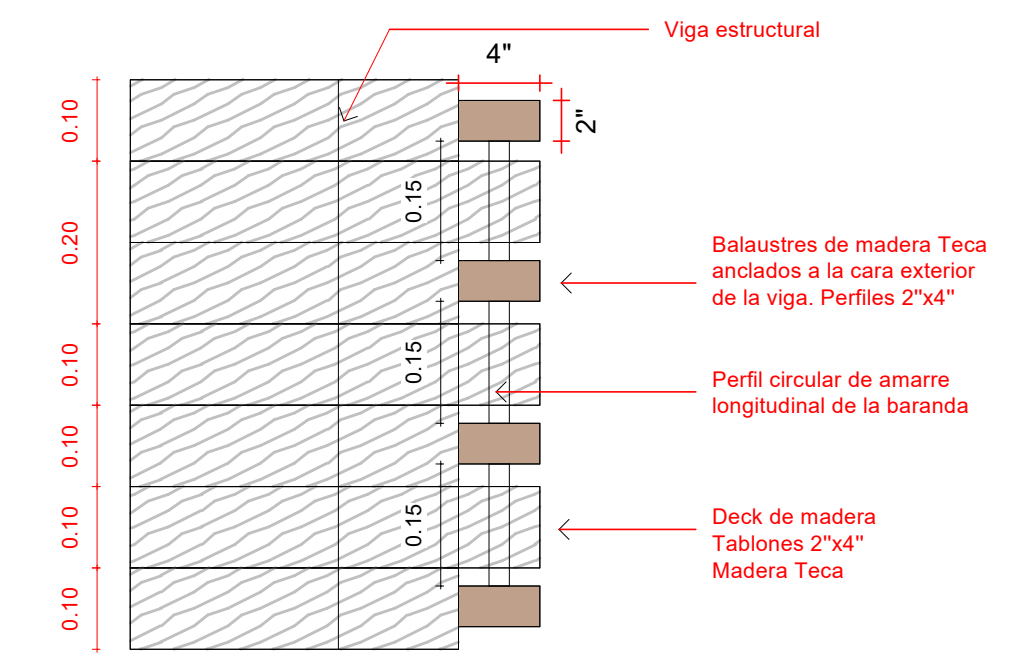 Viga estructural
4"
2"
0.10
0.20
0.10
0.10
0.10
0.10
0.15
0.15
0.15
Balaustres de madera Teca
anclados a la cara exterior
de la viga. Perfiles 2"x4"
Perfil circular de amarre
longitudinal de la baranda
Deck de madera
Tablones 2"x4"
Madera Teca